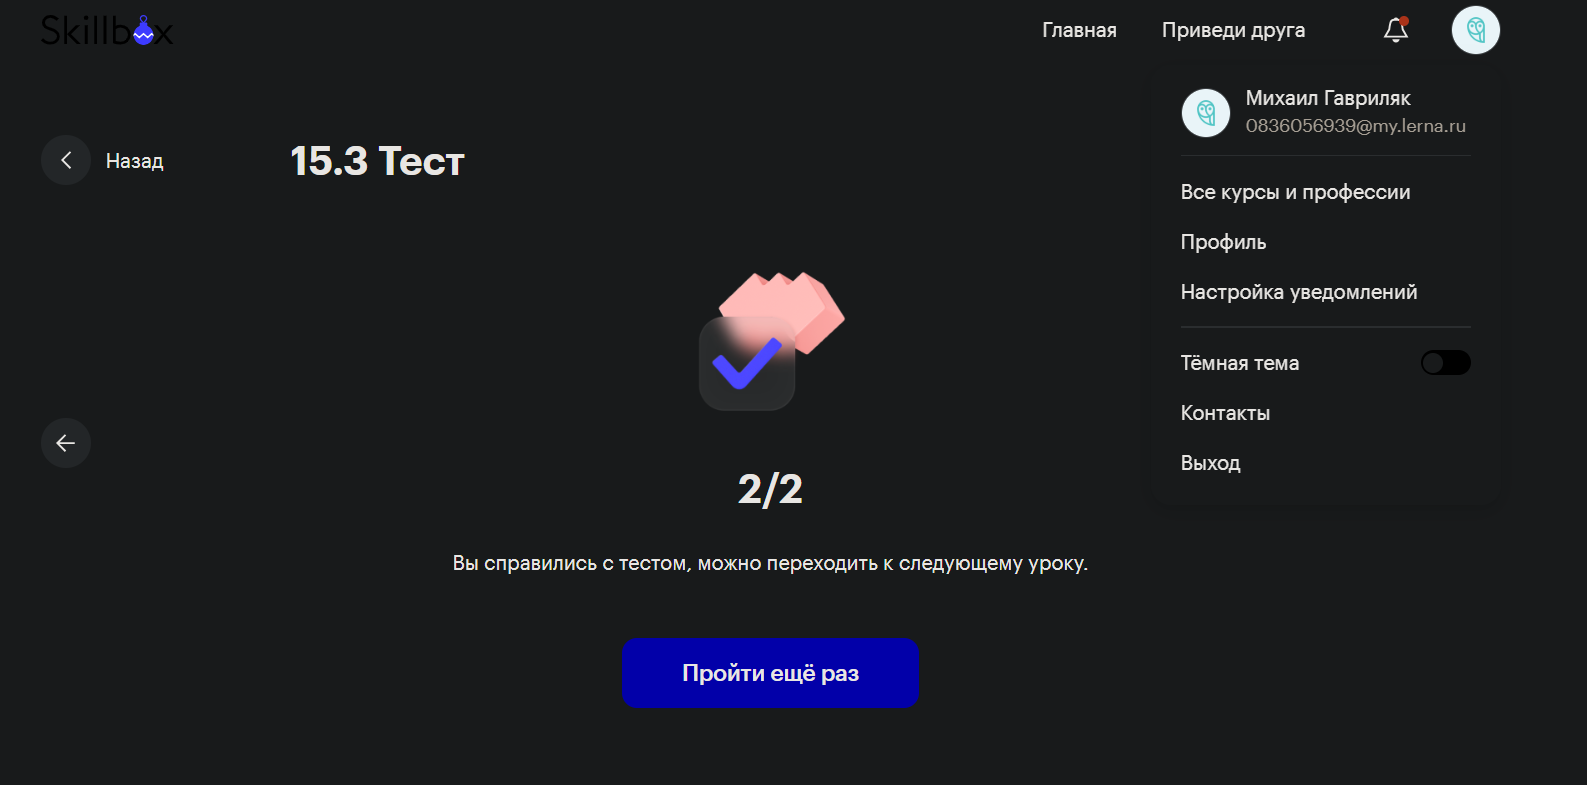 Skillbox
Главная
Приведи друга
Михаил Гавриляк
0836056939@my.lerna.ru
Назад
15.3 Тест
Все курсы и профессии
Профиль
Настройка уведомлений
Тёмная тема
Контакты
Выход
2/2
Вы справились с тестом, можно переходить к следующему уроку.
Пройти ещё раз